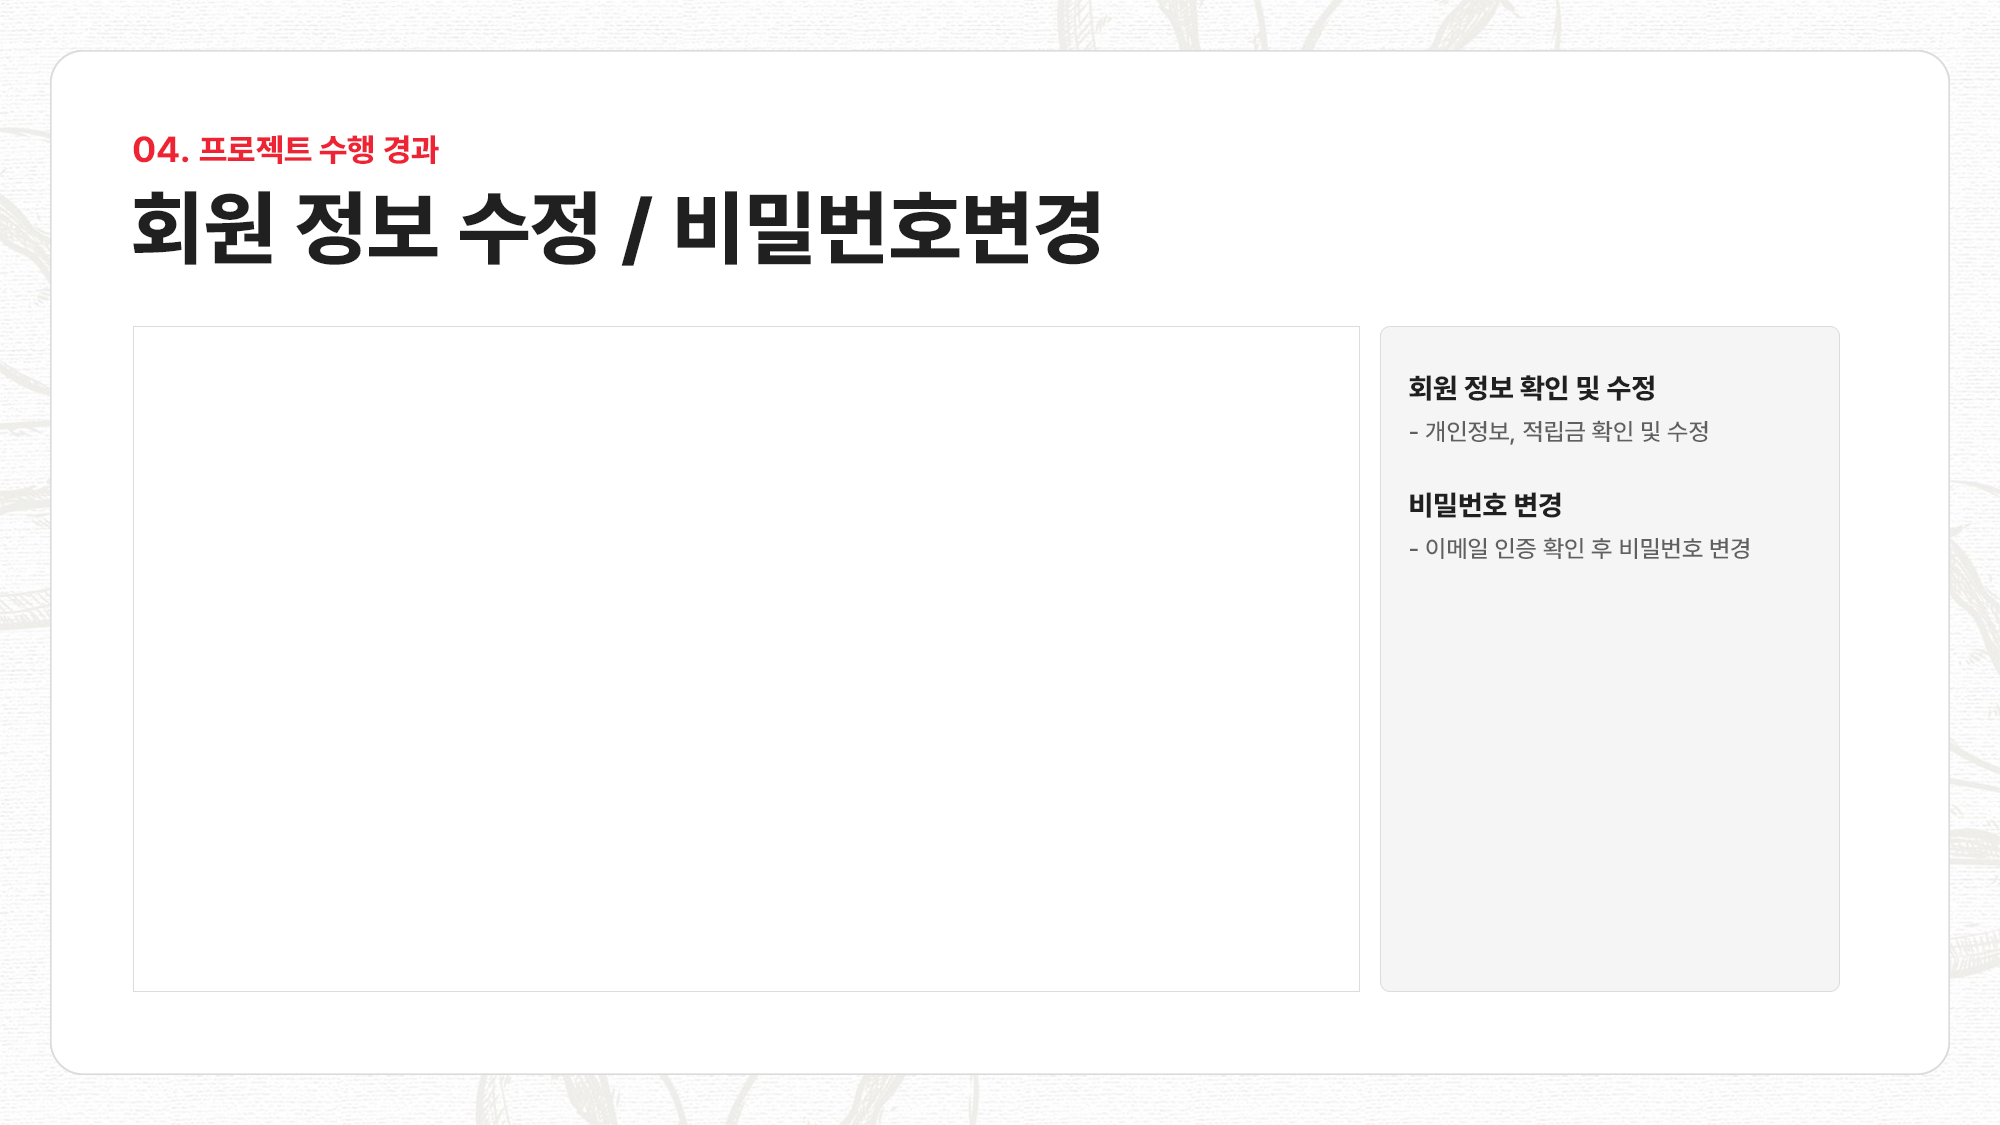 04. 프로젝트 수행 경과
회원 정보 수정 / 비밀번호변경
회원 정보 확인 및 수정
- 개인정보, 적립금 확인 및 수정
비밀번호 변경
- 이메일 인증 확인 후 비밀번호 변경